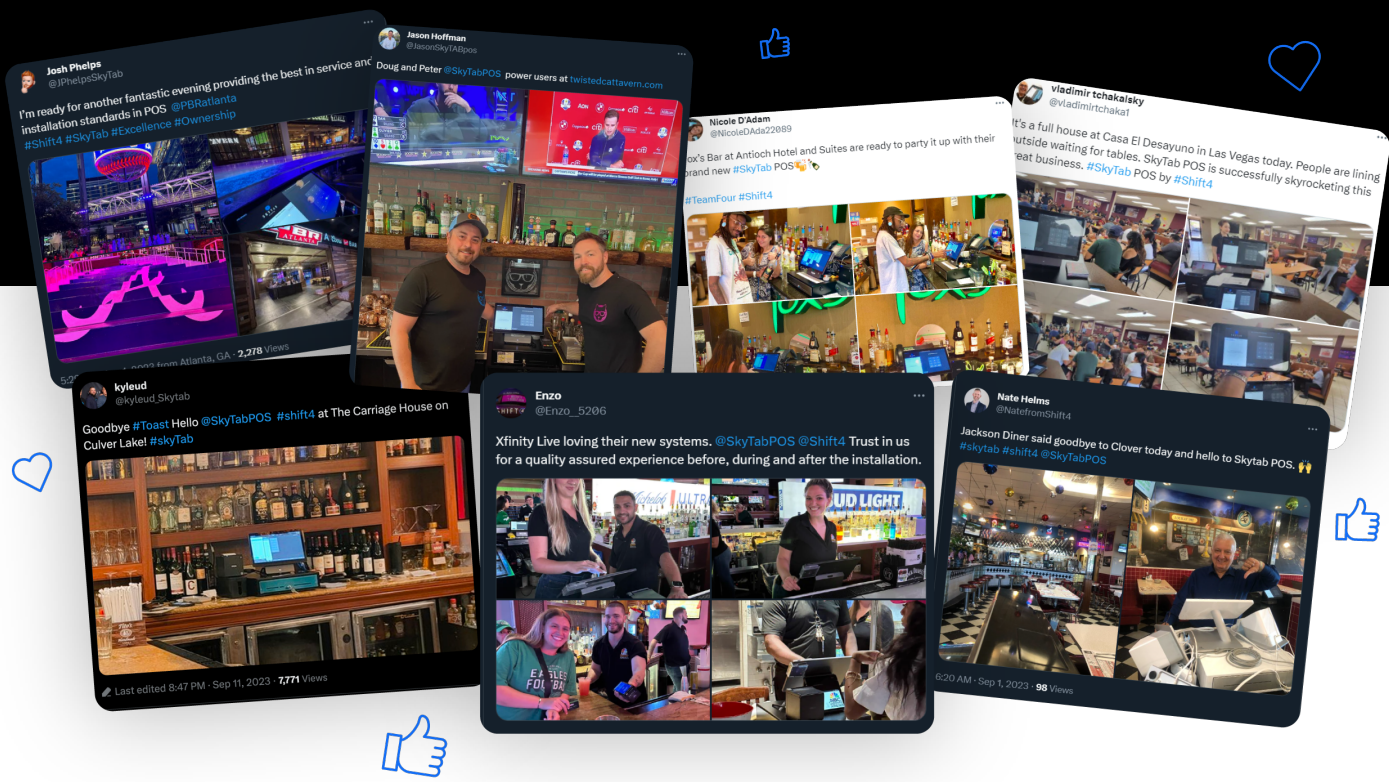 Josh Phelps
@JPhelpsSkyTab
I'm ready for another fantastic evening providing the best in service and
installation standards in POS @PBRatlanta
#Shift4 #SkyTab #Excellence #Ownership
from Atlanta, GA · 2,278 Views
Jason Hoffman
@JasonSkyTABpos
Doug and Peter @SkyTabPOS power users at twistedcattavern.com
Nicole D'Adam
@NicoleDAda22089
Bar at Antioch Hotel and Suites are ready to party it up with their
brand new #SkyTab POS
#TeamFour #Shift4
vladimir tchakalsky
@vladimirtchaka1
It's a full house at Casa El Desayuno in Las Vegas today. People are lining
outside waiting for tables. SkyTab POS is successfully skyrocketing this
great business. #SkyTab POS by #Shift4
kyleud
@kyleud_Skytab
Goodbye #Toast Hello @SkyTabPOS #shift4 at The Carriage House on
Culver Lake! #skyTab
Last edited 8:47 PM · Sep 11, 2023 · 7,771 Views
Enzo
@Enzo_5206
Xfinity Live loving their new systems. @SkyTabPOS @Shift4 Trust in us
for a quality assured experience before, during and after the installation.
ULTRA
BUD LIGHT
EAGLES
FOOTBALL
Nate Helms
@NatefromShift4
Jackson Diner said goodbye to Clover today and hello to Skytab POS. 🙌
#skytab #shift4 @SkyTabPOS
6:20 AM · Sep 1, 2023 · 98 Views